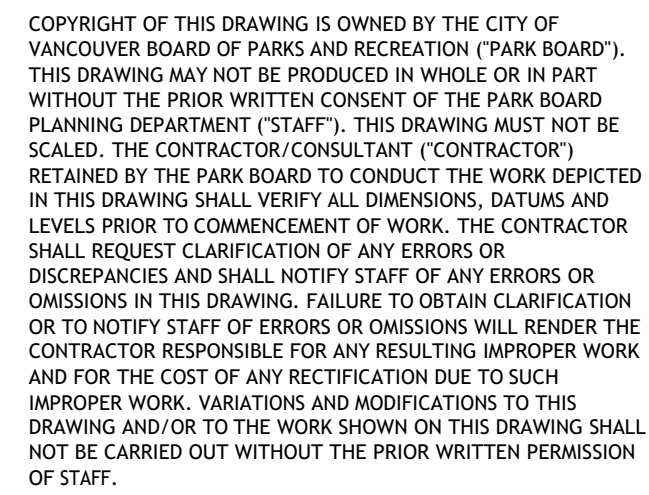 COPYRIGHT OF THIS DRAWING IS OWNED BY THE CITY OF
VANCOUVER BOARD OF PARKS AND RECREATION ("PARK BOARD").
THIS DRAWING MAY NOT BE PRODUCED IN WHOLE OR IN PART
WITHOUT THE PRIOR WRITTEN CONSENT OF THE PARK BOARD
PLANNING DEPARTMENT ("STAFF"). THIS DRAWING MUST NOT BE
SCALED. THE CONTRACTOR/CONSULTANT ("CONTRACTOR")
RETAINED BY THE PARK BOARD TO CONDUCT THE WORK DEPICTED
IN THIS DRAWING SHALL VERIFY ALL DIMENSIONS, DATUMS AND
LEVELS PRIOR TO COMMENCEMENT OF WORK. THE CONTRACTOR
SHALL REQUEST CLARIFICATION OF ANY ERRORS OR
DISCREPANCIES AND SHALL NOTIFY STAFF OF ANY ERRORS OR
OMISSIONS IN THIS DRAWING. FAILURE TO OBTAIN CLARIFICATION
OR TO NOTIFY STAFF OF ERRORS OR OMISSIONS WILL RENDER THE
CONTRACTOR RESPONSIBLE FOR ANY RESULTING IMPROPER WORK
AND FOR THE COST OF ANY RECTIFICATION DUE TO SUCH
IMPROPER WORK. VARIATIONS AND MODIFICATIONS TO THIS
DRAWING AND/OR TO THE WORK SHOWN ON THIS DRAWING SHALL
NOT BE CARRIED OUT WITHOUT THE PRIOR WRITTEN PERMISSION
OF STAFF.